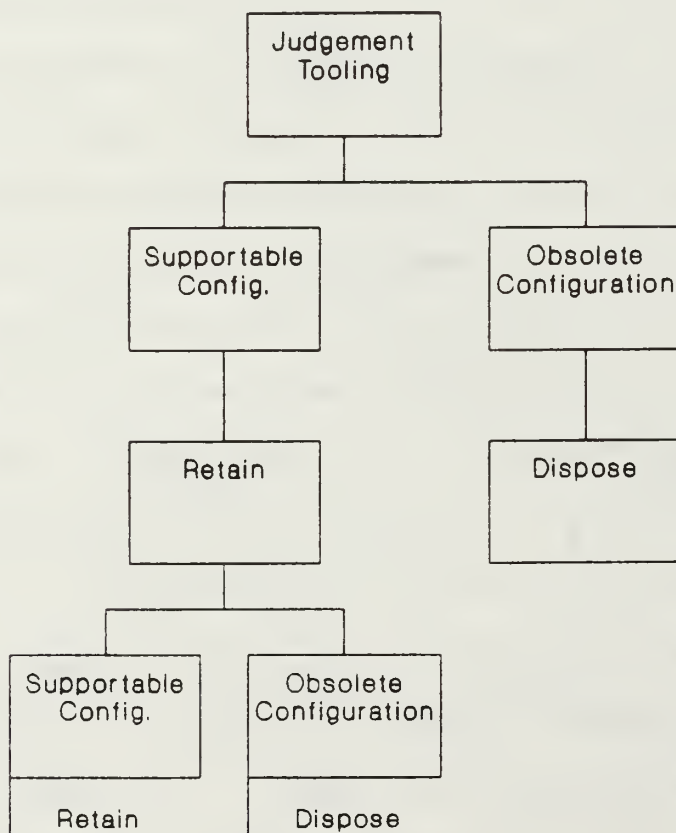 Judgement
Tooling
Supportable
Config.
Obsolete
Configuration
Retain
Dispose
Supportable
Config.
Obsolete
Configuration
Retain
Dispose